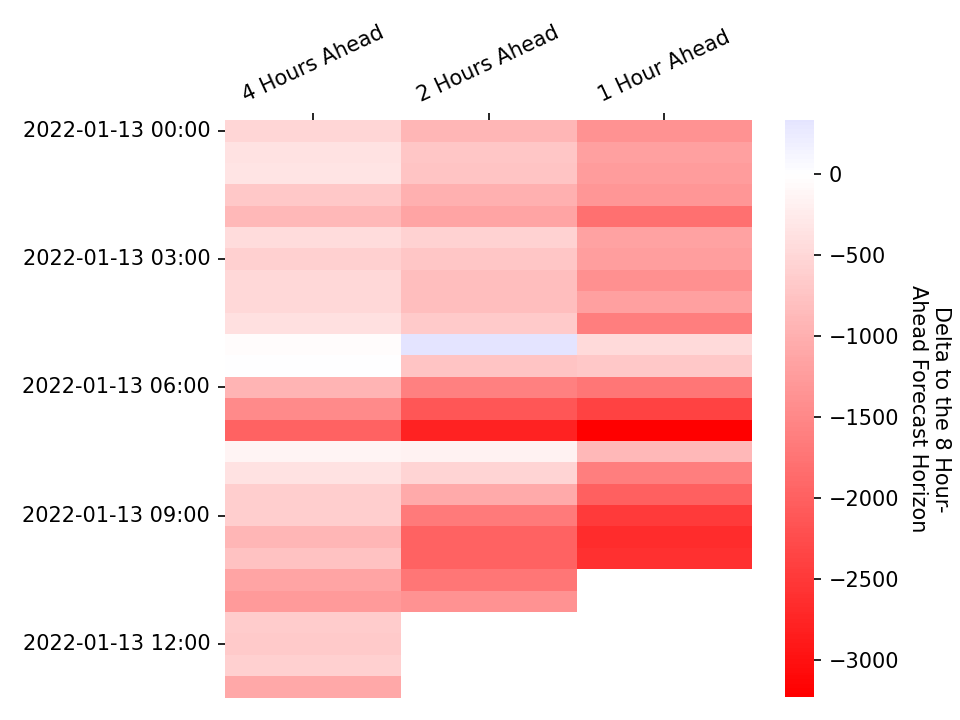 4 Hours Ahead
2 Hours Ahead
1 Hour Ahead
2022-01-13 00:00
2022-01-13 03:00
2022-01-13 06:00
2022-01-13 09:00
2022-01-13 12:00
0
−500
−1000
−1500
−2000
−2500
−3000
Delta to the 8 Hour-
Ahead Forecast Horizon